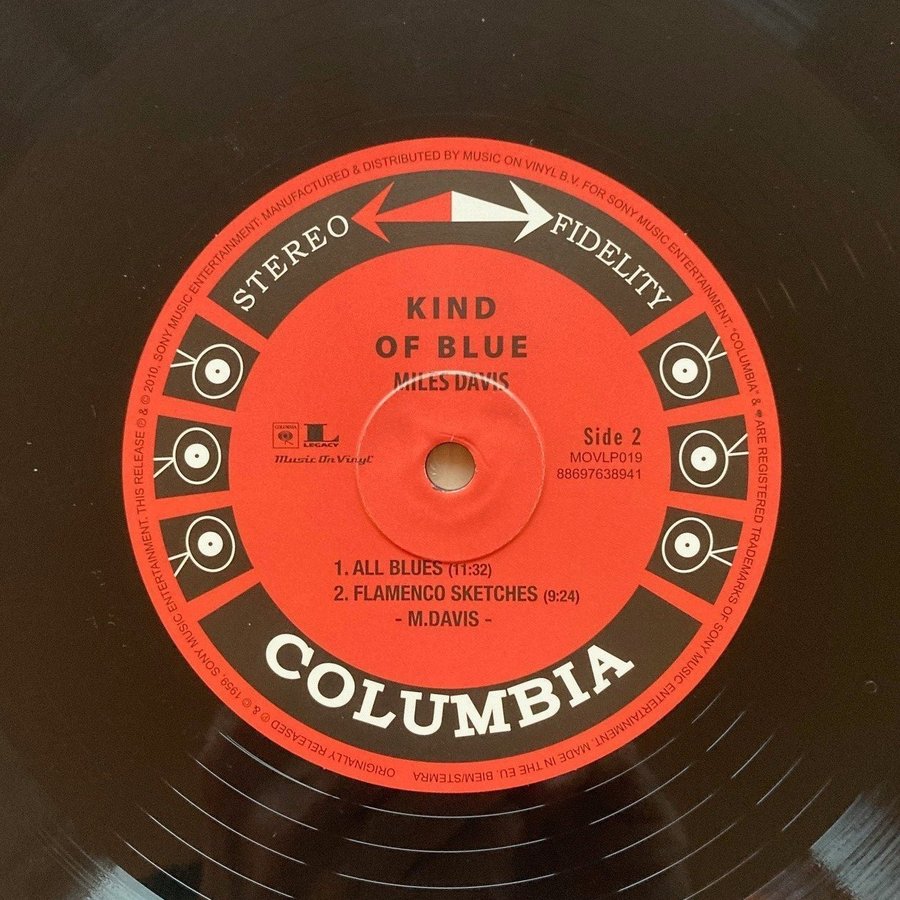 STEREO FIDELITY
KIND
OF BLUE
MILES DAVIS
COLUMBIA
L
LEGACY
Music On Vinyl
Side 2
MOVLP019
88697638941
1. ALL BLUES (11:32)
2. FLAMENCO SKETCHES (9:24)
- M.DAVIS -
COLUMBIA
ORIGINALLY RELEASED ℗ & © 1959, SONY MUSIC ENTERTAINMENT. THIS RELEASE ℗ & © 2010, SONY MUSIC ENTERTAINMENT. MANUFACTURED & DISTRIBUTED BY MUSIC ON VINYL B.V. FOR SONY MUSIC ENTERTAINMENT. "COLUMBIA" & ARE REGISTERED TRADEMARKS OF SONY MUSIC ENTERTAINMENT. MADE IN THE EU. BIEM/STEMRA